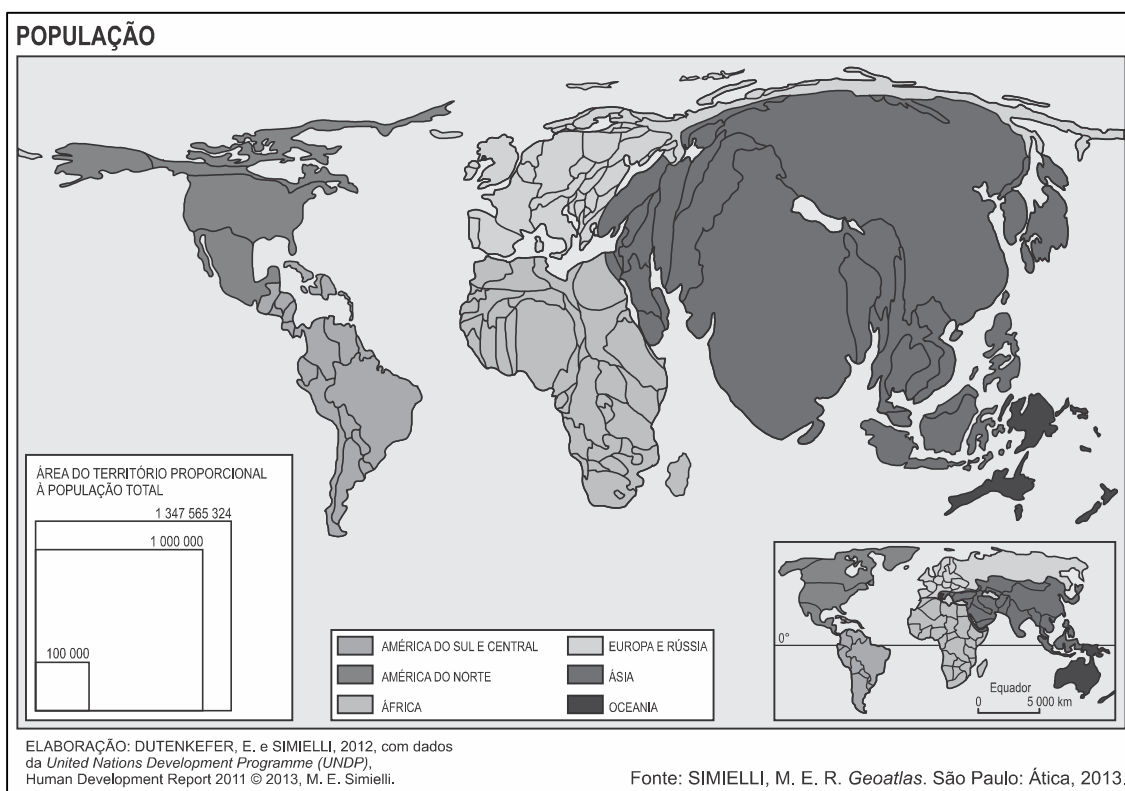 POPULAÇÃO
ÁREA DO TERRITÓRIO PROPORCIONAL
À POPULAÇÃO TOTAL
1 347 565 324
1 000 000
100 000
AMÉRICA DO SUL E CENTRAL
AMÉRICA DO NORTE
ÁFRICA
EUROPA E RÚSSIA
ÁSIA
OCEANIA
0°
Equador
0 5 000 km
ELABORAÇÃO: DUTENKEFER, E. e SIMIELLI, 2012, com dados
da United Nations Development Programme (UNDP),
Human Development Report 2011 © 2013, M. E. Simielli.
Fonte: SIMIELLI, M. E. R. Geoatlas. São Paulo: Ática, 2013.